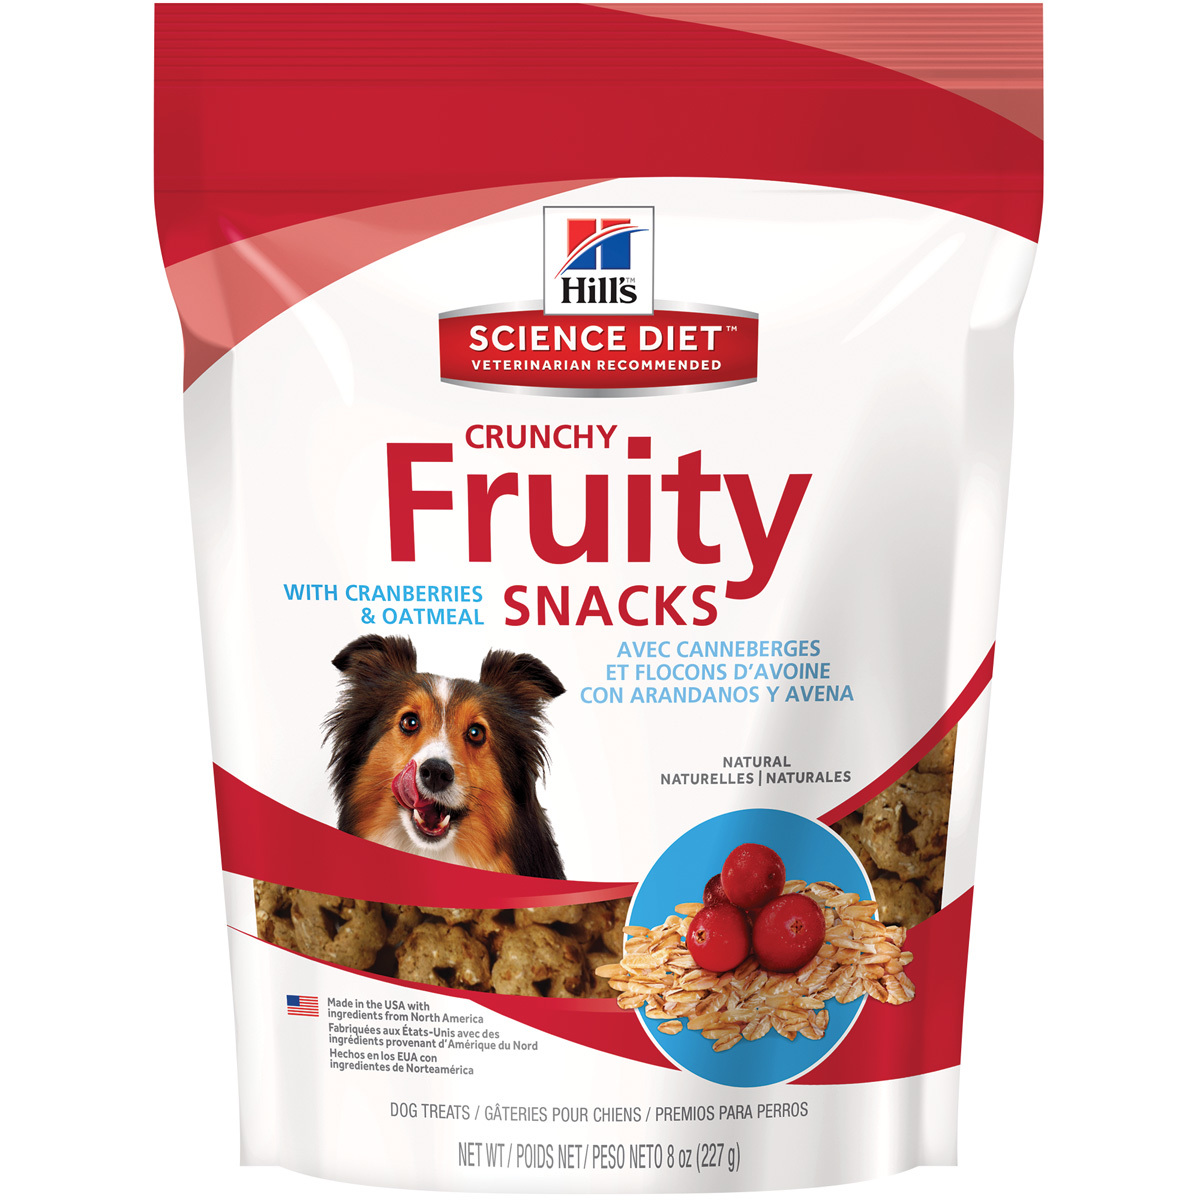 Hill's™
SCIENCE DIET™
VETERINARIAN RECOMMENDED
CRUNCHY
Fruity
WITH CRANBERRIES
& OATMEAL
SNACKS
AVEC CANNEBERGES
ET FLOCONS D'AVOINE
CON ARANDANOS Y AVENA
NATURAL
NATURELLES | NATURALES
Made in the USA with
ingredients from North America
Fabriquées aux États-Unis avec des
ingrédients provenant d'Amérique du Nord
Hechos en los EUA con
ingredientes de Norteamérica
DOG TREATS / GÂTERIES POUR CHIENS / PREMIOS PARA PERROS
NET WT / POIDS NET / PESO NETO 8 oz (227 g)